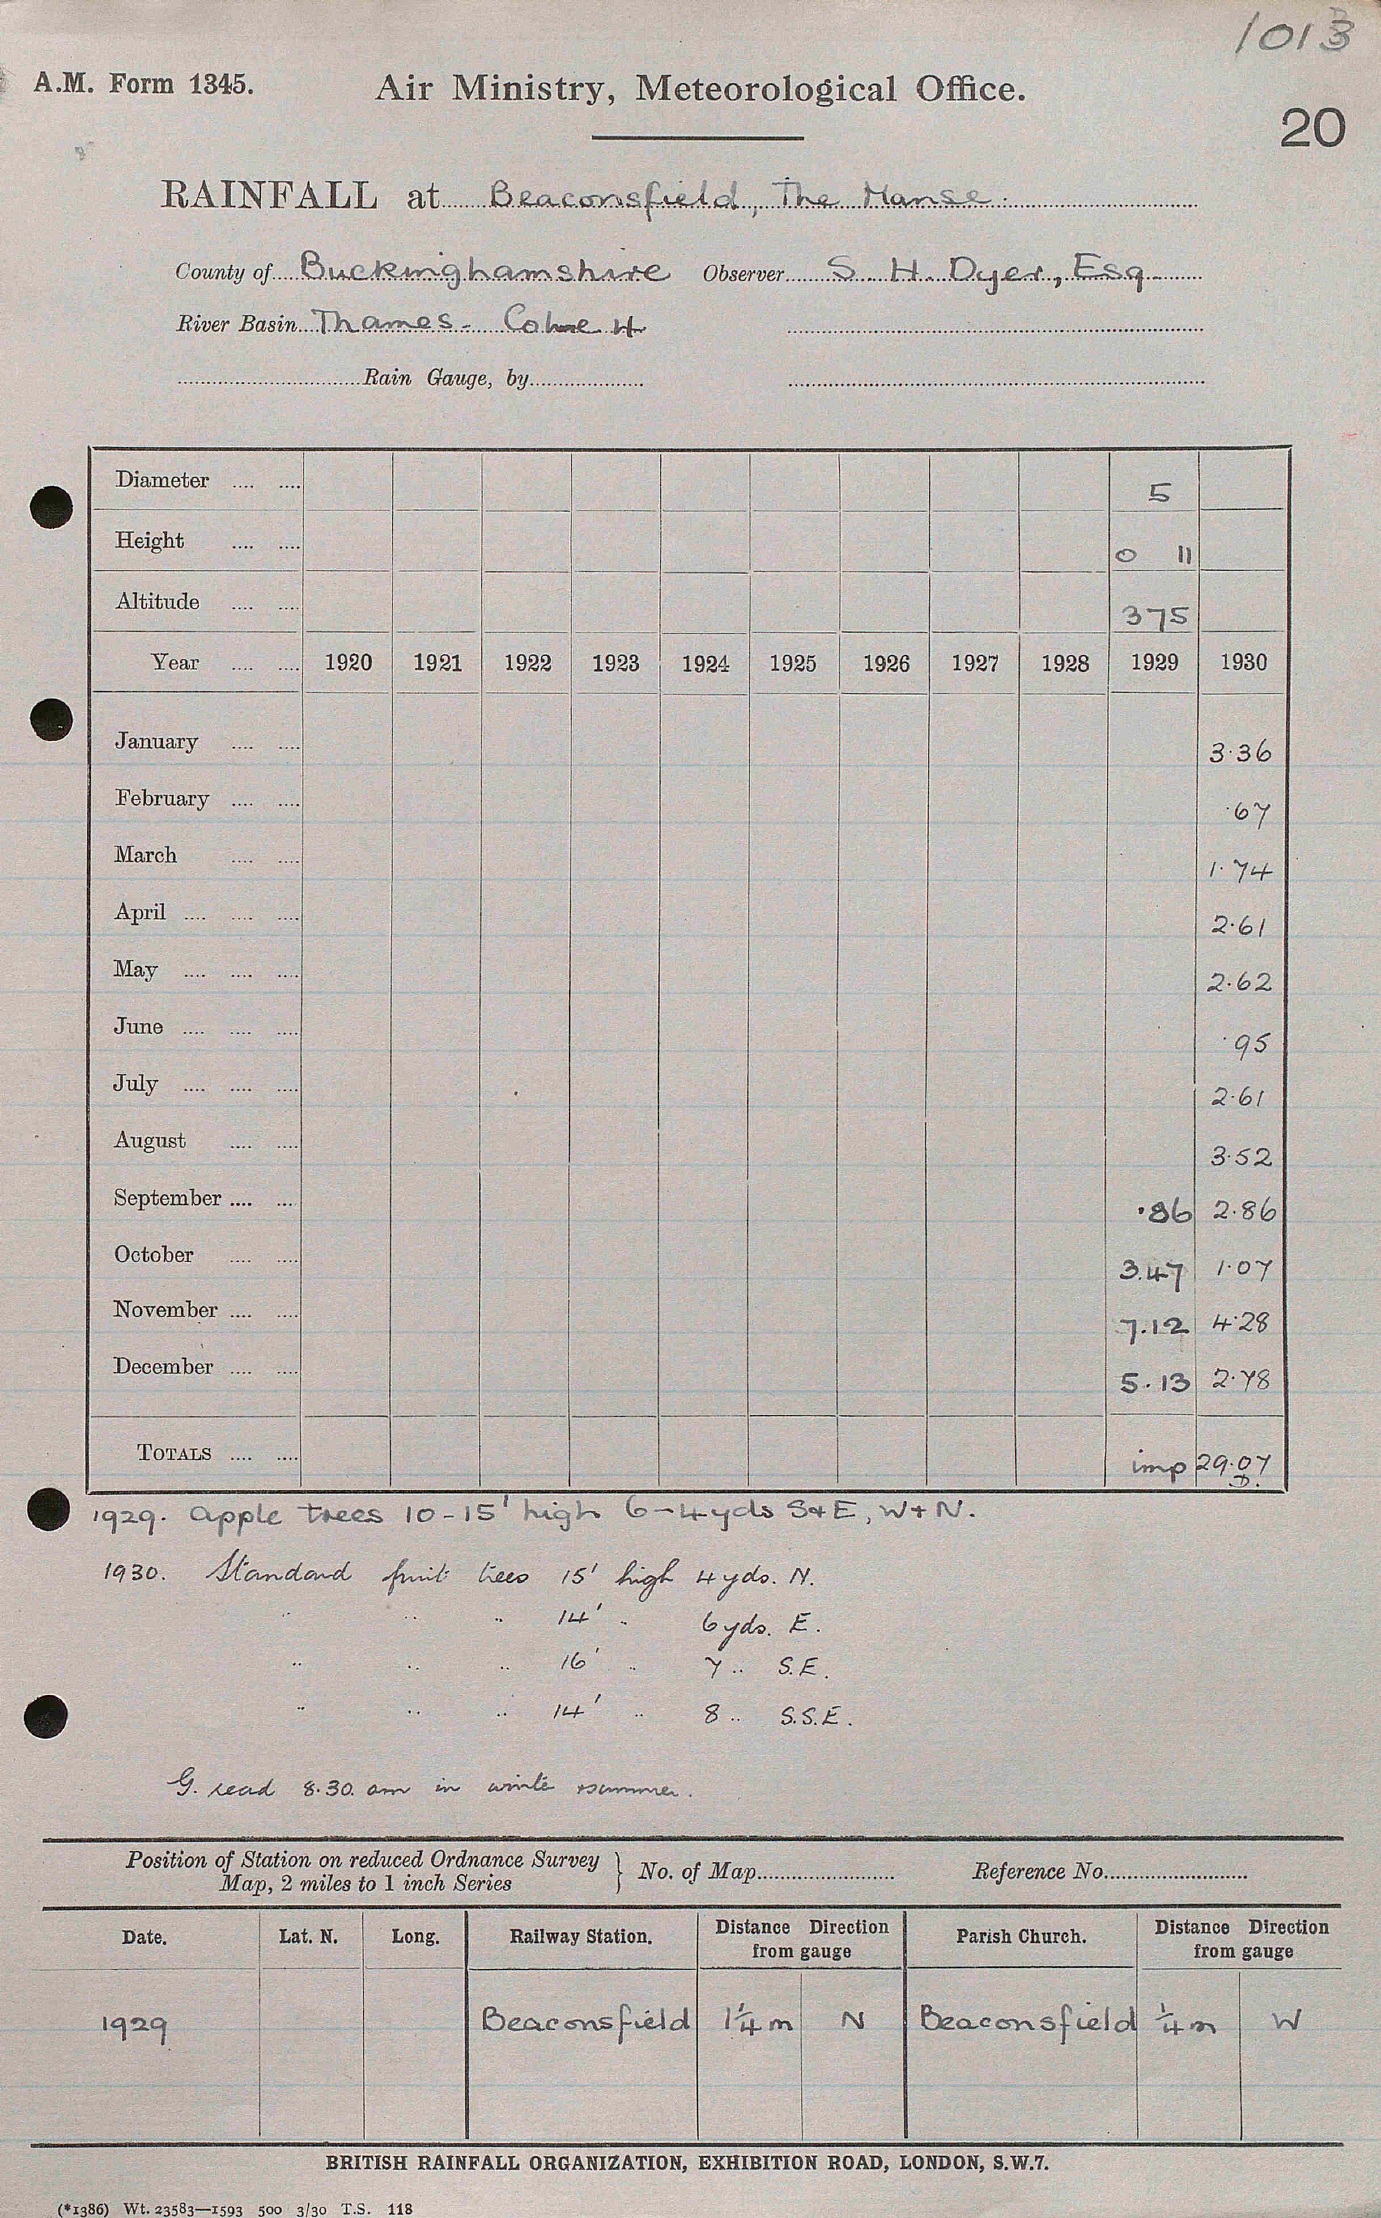 1013
A.M. Form 1345. Air Ministry, Meteorological Office.
20
RAINFALL at Beaconsfield, The Manse.
County of Buckinghamshire Observer S. H. Dyer, Esq.
River Basin Thames - Colne 4
Rain Gauge, by
Diameter 5
Height 0 11
Altitude 375
Year 1920 1921 1922 1923 1924 1925 1926 1927 1928 1929 1930
January 3·36
February ·67
March 1·74
April 2·61
May 2·62
June ·95
July 2·61
August 3·52
September ·86 2·86
October 3.47 1·07
November 7.12 4·28
December 5.13 2·78
TOTALS imp 29·07
D.
1929. Apple trees 10-15' high 6-4yds S+E, W+N.
1930. Standard fruit trees 15' high 4 yds. N.
" " " 14' " 6 yds. E.
" " " 16' " 7 " S.E.
" " " 14' " 8 " S.S.E.
G. read 8.30. am in winter + summer.
Position of Station on reduced Ordnance Survey Map, 2 miles to 1 inch Series } No. of Map Reference No.
Date. Lat. N. Long. Railway Station. Distance Direction from gauge Parish Church. Distance Direction from gauge
1929 Beaconsfield 1¼ m N Beaconsfield ¼ m W
BRITISH RAINFALL ORGANIZATION, EXHIBITION ROAD, LONDON, S.W.7.
(*1386) Wt. 23583—1593 500 3/30 T.S. 118